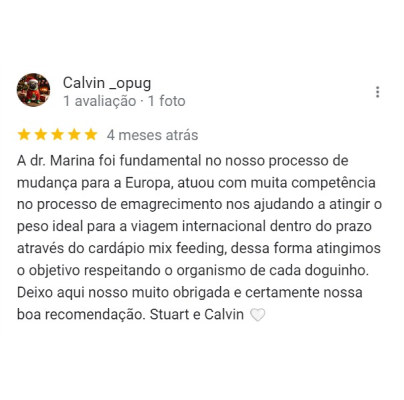 Calvin _opug
1 avaliação · 1 foto
4 meses atrás
A dr. Marina foi fundamental no nosso processo de
mudança para a Europa, atuou com muita competência
no processo de emagrecimento nos ajudando a atingir o
peso ideal para a viagem internacional dentro do prazo
através do cardápio mix feeding, dessa forma atingimos
o objetivo respeitando o organismo de cada doguinho.
Deixo aqui nosso muito obrigada e certamente nossa
boa recomendação. Stuart e Calvin 🤍